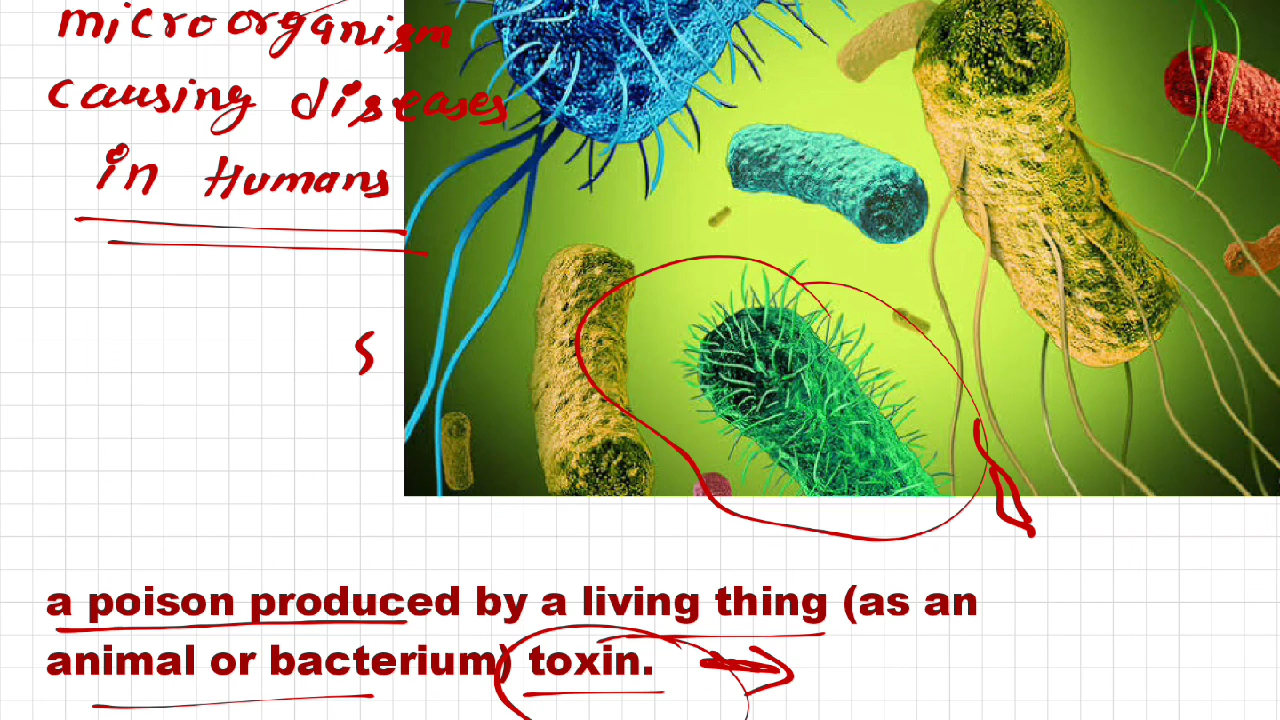 microorganism
causing diseases
in Humans
a poison produced by a living thing (as an
animal or bacterium) toxin.